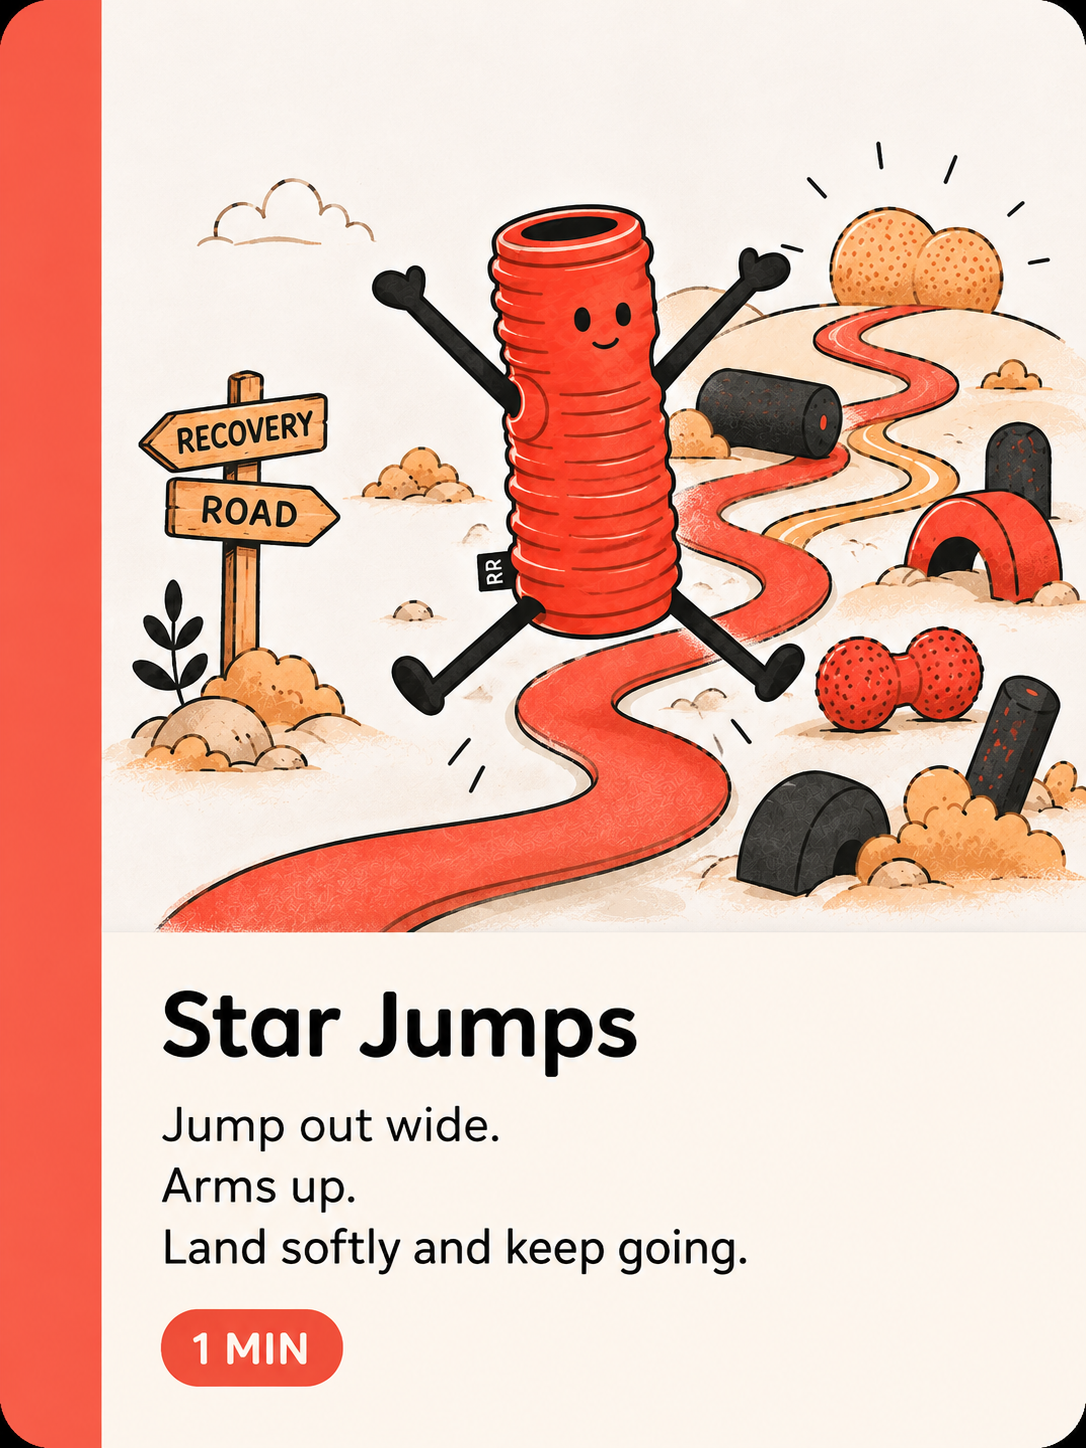 RECOVERY
ROAD
RR
Star Jumps
Jump out wide.
Arms up.
Land softly and keep going.
1 MIN